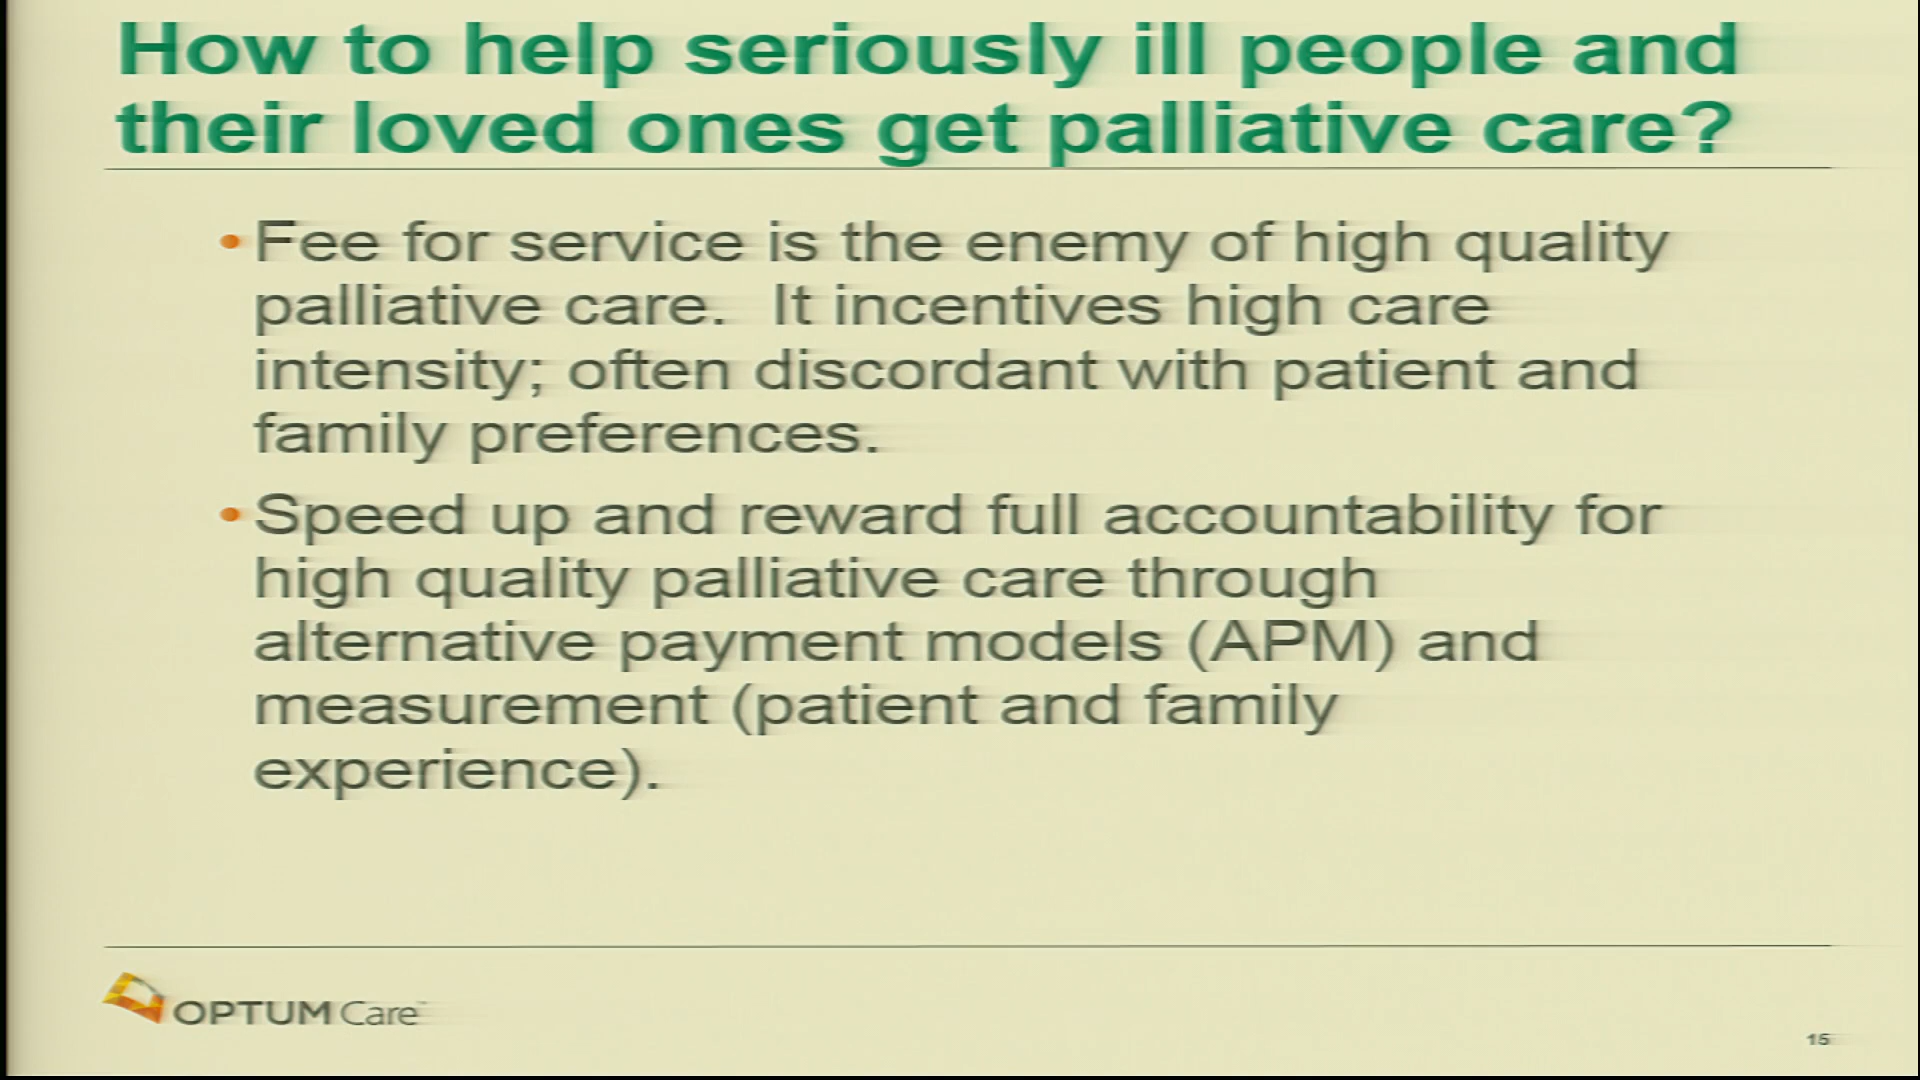 How to help seriously ill people and
their loved ones get palliative care?
• Fee for service is the enemy of high quality
palliative care. It incentives high care
intensity; often discordant with patient and
family preferences.
• Speed up and reward full accountability for
high quality palliative care through
alternative payment models (APM) and
measurement (patient and family
experience).
OPTUM Care
15